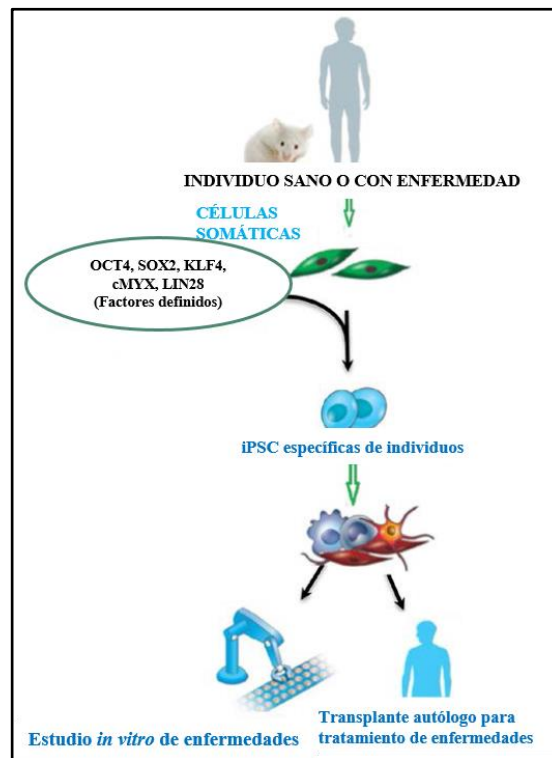 INDIVIDUO SANO O CON ENFERMEDAD
CÉLULAS
SOMÁTICAS
OCT4, SOX2, KLF4,
cMYX, LIN28
(Factores definidos)
iPSC específicas de individuos
Estudio in vitro de enfermedades
Transplante autólogo para
tratamiento de enfermedades